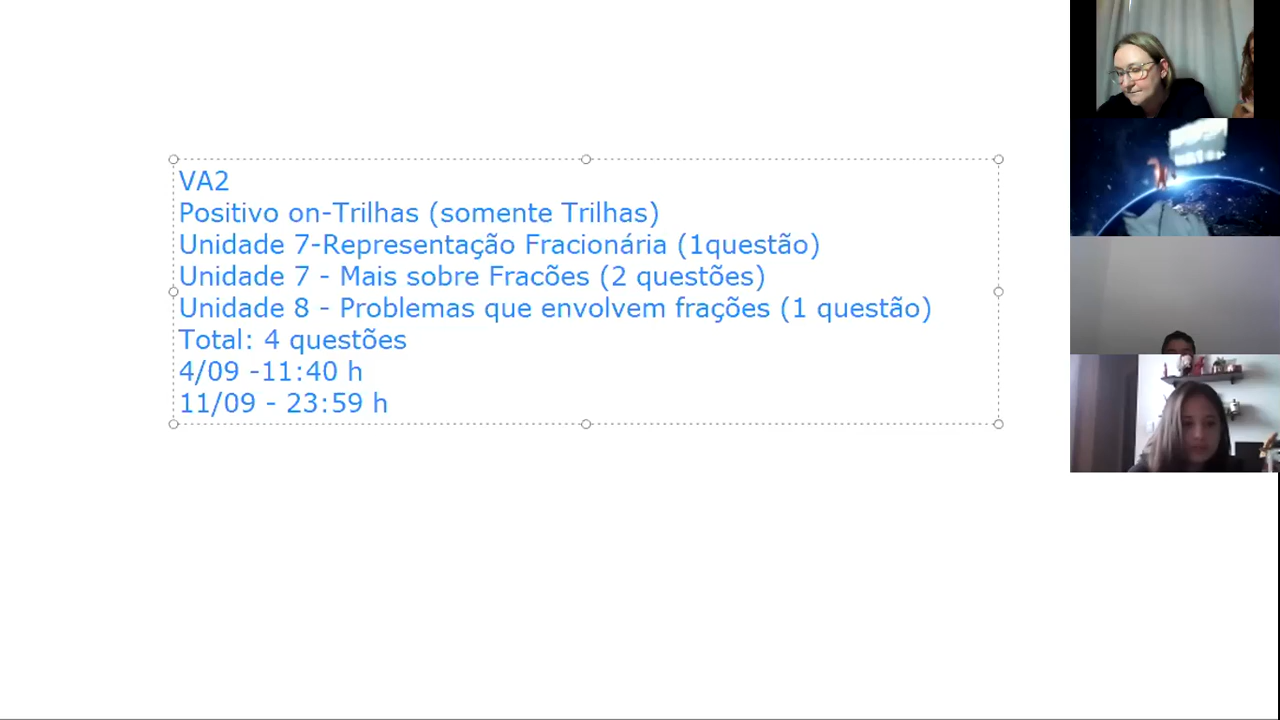 VA2
Positivo on-Trilhas (somente Trilhas)
Unidade 7-Representação Fracionária (1questão)
Unidade 7 - Mais sobre Fracões (2 questões)
Unidade 8 - Problemas que envolvem frações (1 questão)
Total: 4 questões
4/09 -11:40 h
11/09 - 23:59 h